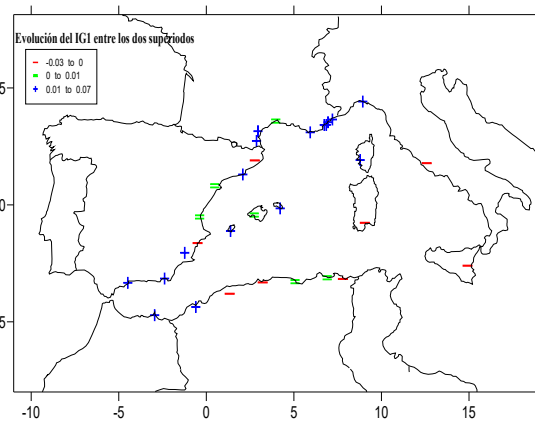 Evolución del IG1 entre los dos superíodos
-0.03 to 0
0 to 0.01
0.01 to 0.07
5
0
5
-10 -5 0 5 10 15